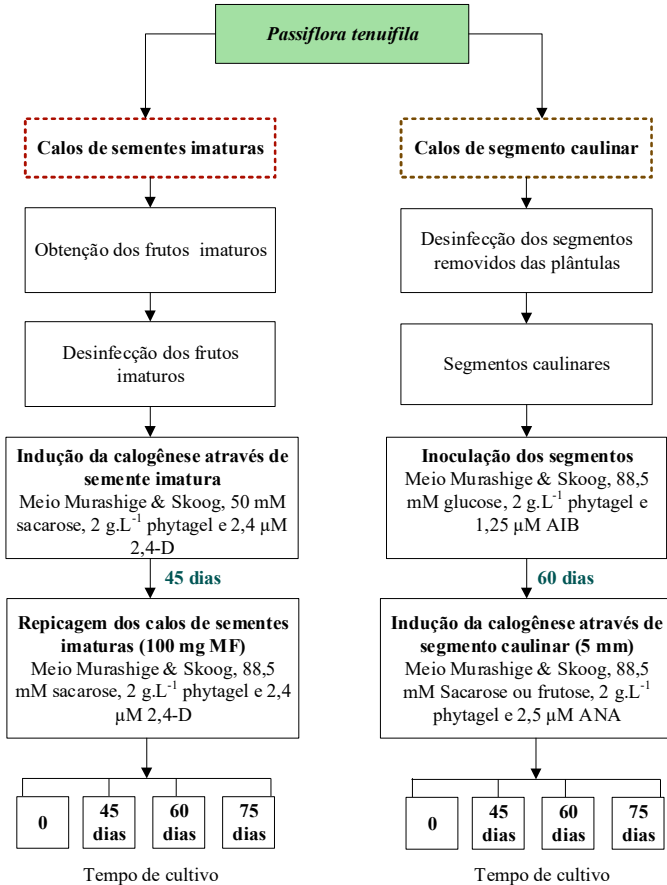 Passiflora tenuifila
Calos de sementes imaturas
Obtenção dos frutos imaturos
Desinfecção dos frutos
imaturos
Indução da calogênese através de
semente imatura
Meio Murashige & Skoog, 50 mM
sacarose, 2 g.L-1 phytagel e 2,4 µM
2,4-D
45 dias
Repicagem dos calos de sementes
imaturas (100 mg MF)
Meio Murashige & Skoog, 88,5
mM sacarose, 2 g.L-1 phytagel e 2,4
µM 2,4-D
0
45
dias
60
dias
75
dias
Tempo de cultivo
Calos de segmento caulinar
Desinfecção dos segmentos
removidos das plântulas
Segmentos caulinares
Inoculação dos segmentos
Meio Murashige & Skoog, 88,5
mM glucose, 2 g.L-1 phytagel e
1,25 µM AIB
60 dias
Indução da calogênese através de
segmento caulinar (5 mm)
Meio Murashige & Skoog, 88,5
mM Sacarose ou frutose, 2 g.L-1
phytagel e 2,5 µM ANA
0
45
dias
60
dias
75
dias
Tempo de cultivo